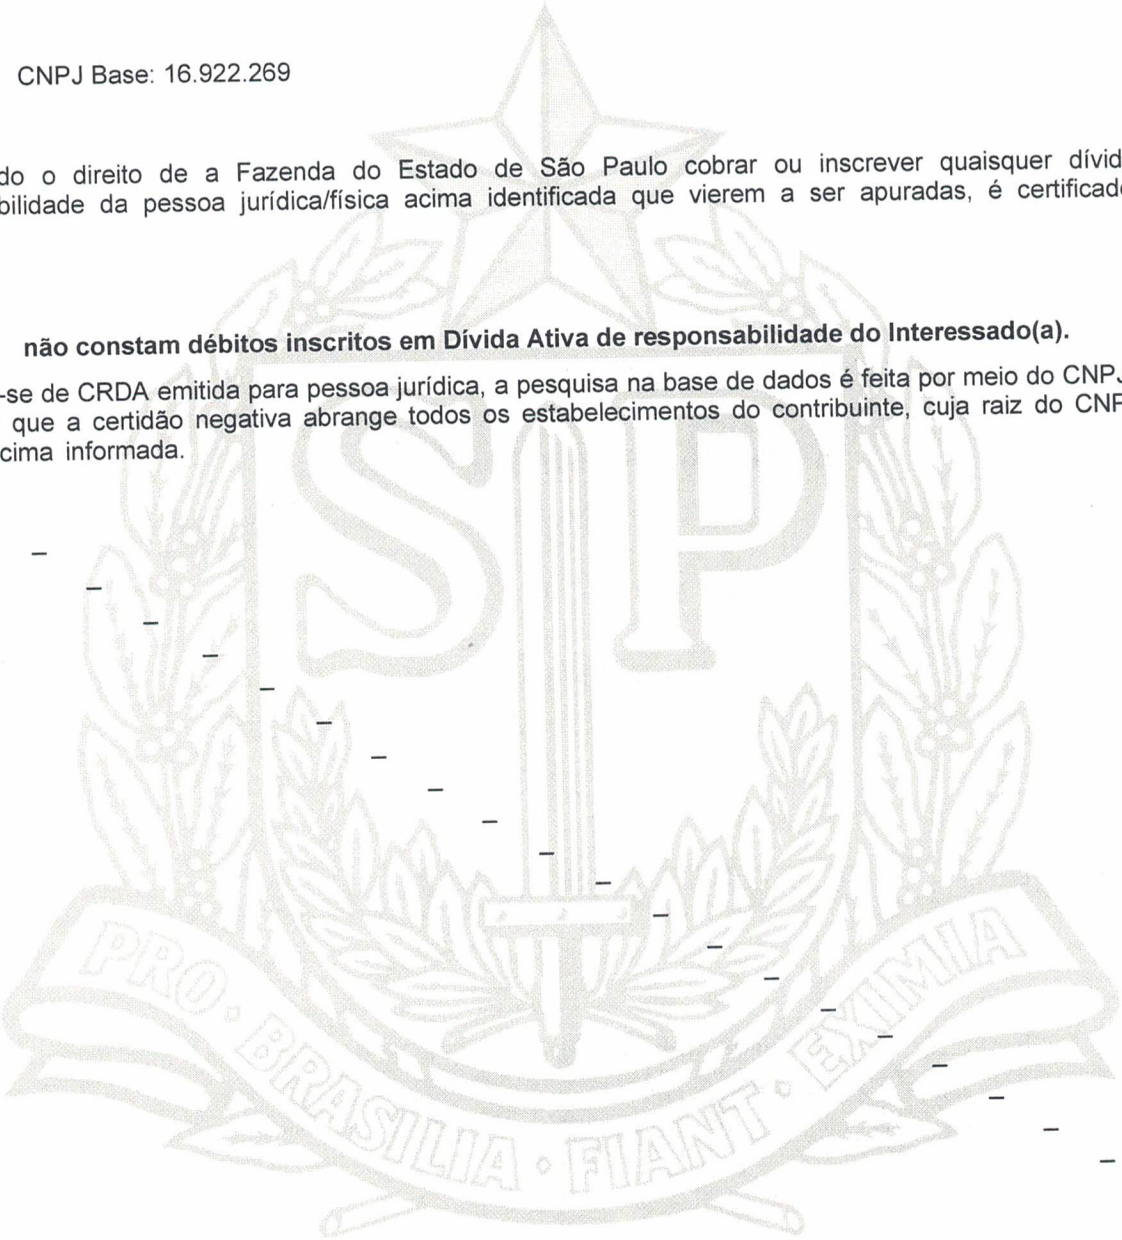 CNPJ Base: 16.922.269
do o direito de a Fazenda do Estado de São Paulo cobrar ou inscrever quaisquer dívid
bilidade da pessoa jurídica/física acima identificada que vierem a ser apuradas, é certificad
não constam débitos inscritos em Dívida Ativa de responsabilidade do Interessado(a).
-se de CRDA emitida para pessoa jurídica, a pesquisa na base de dados é feita por meio do CNPJ
que a certidão negativa abrange todos os estabelecimentos do contribuinte, cuja raiz do CNP
cima informada.
SP
PRO · BRASILIA · FIANT · EXIMIA